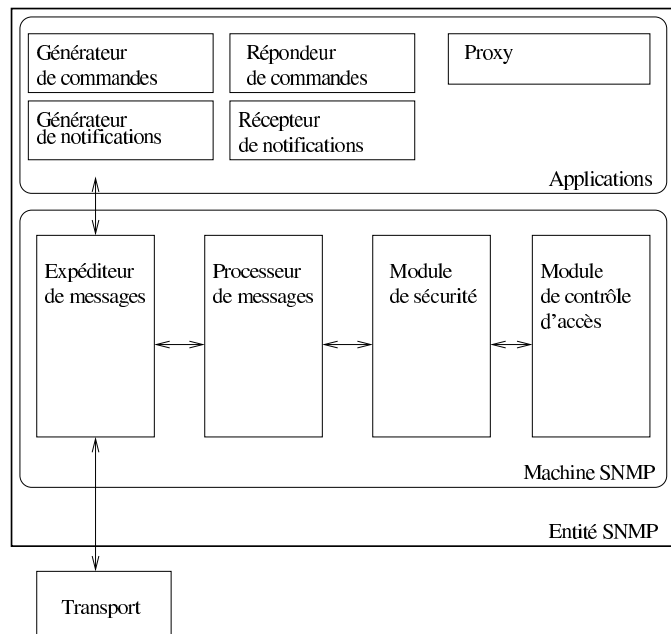 Générateur
de commandes
Répondeur
de commandes
Proxy
Générateur
de notifications
Récepteur
de notifications
Applications
Expéditeur
de messages
Processeur
de messages
Module
de sécurité
Module
de contrôle
d'accès
Machine SNMP
Entité SNMP
Transport